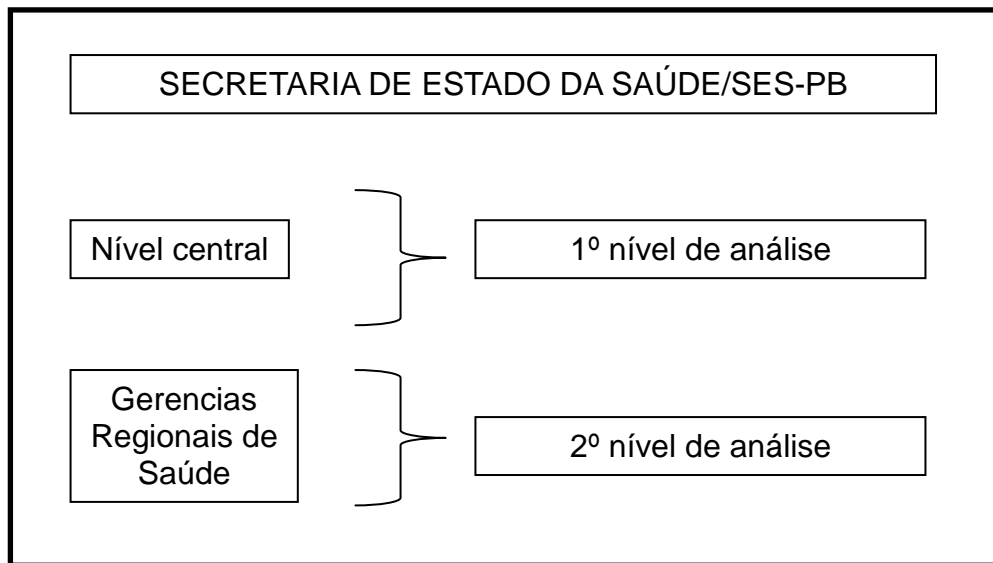 SECRETARIA DE ESTADO DA SAÚDE/SES-PB
Nível central
1º nível de análise
Gerencias
Regionais de
Saúde
2º nível de análise